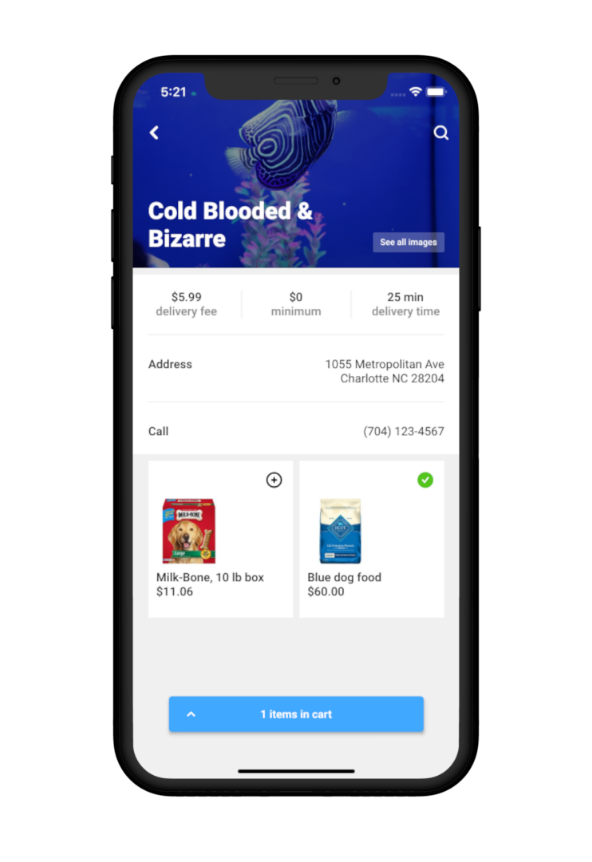 5:21
Cold Blooded &
Bizarre
See all images
$5.99
delivery fee
$0
minimum
25 min
delivery time
Address
1055 Metropolitan Ave
Charlotte NC 28204
Call
(704) 123-4567
MILK-BONE
Large
BLUE
Milk-Bone, 10 lb box
$11.06
Blue dog food
$60.00
1 items in cart